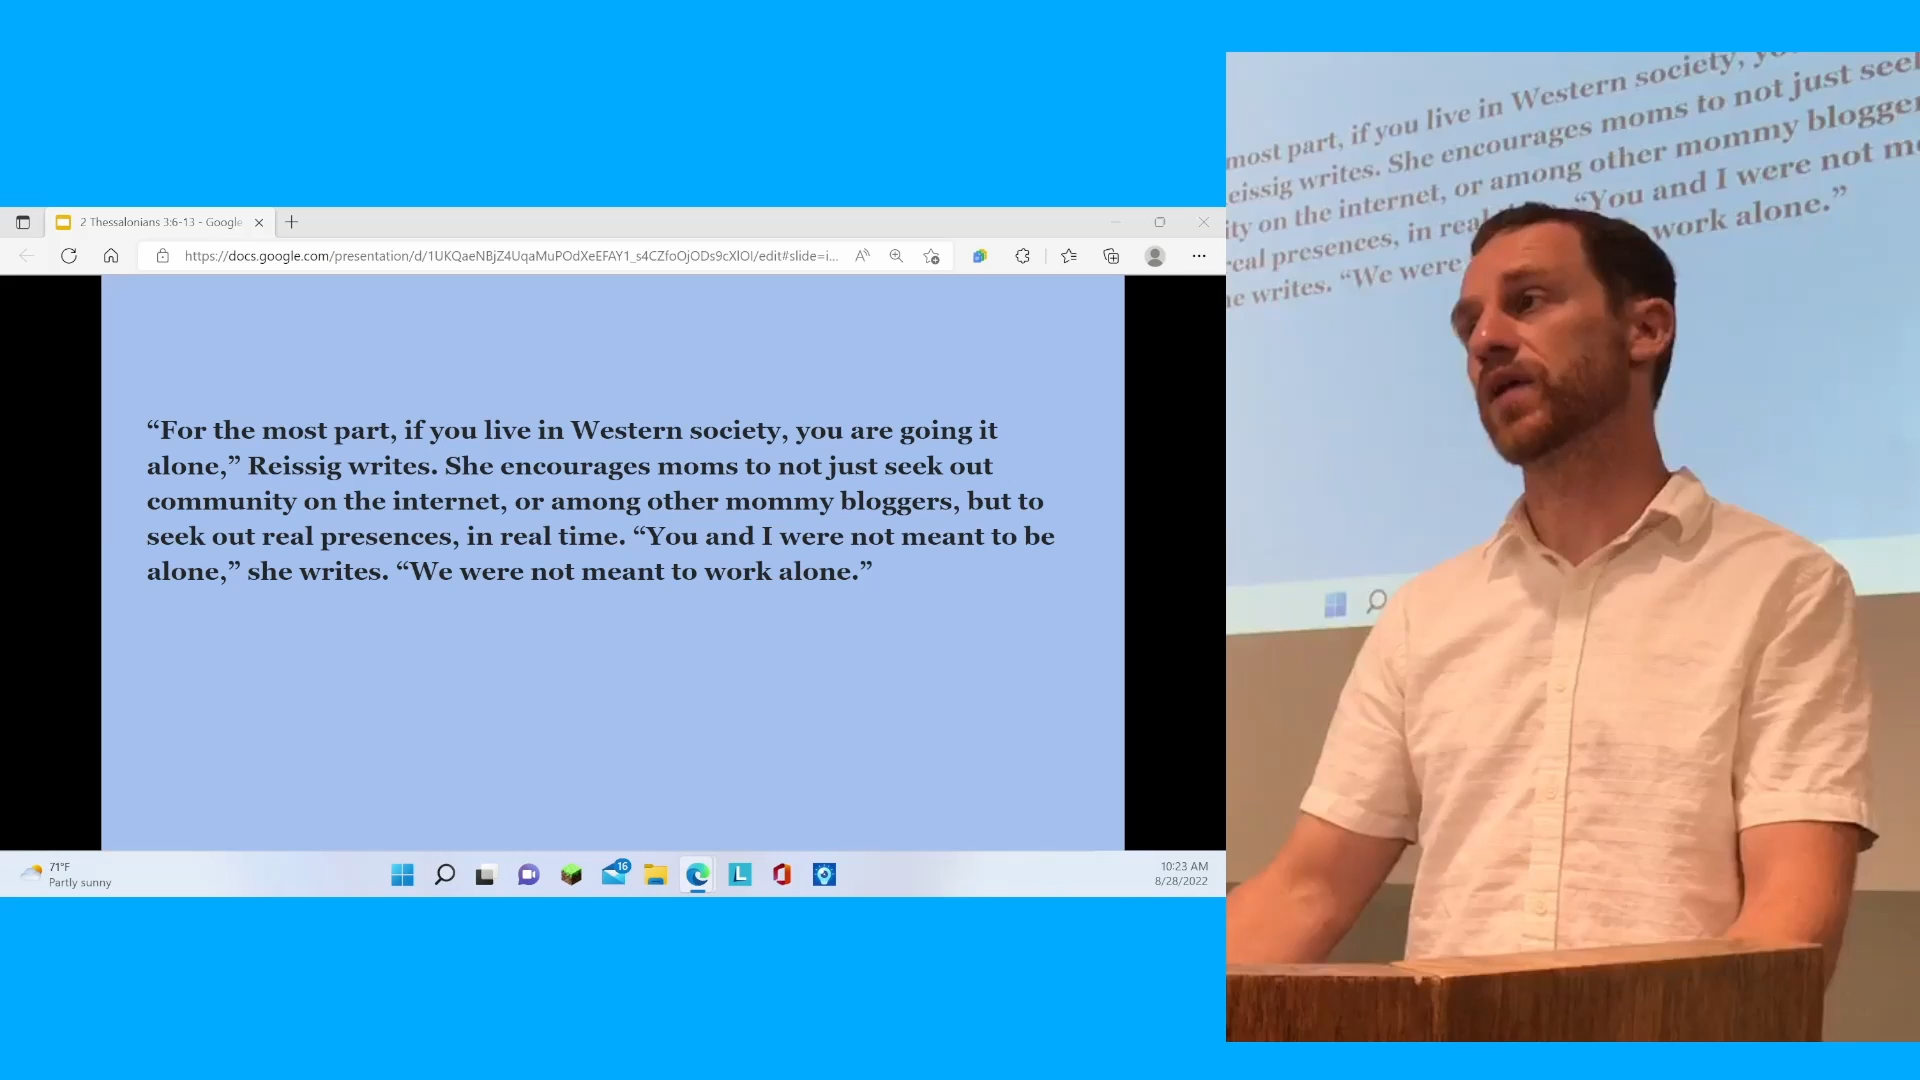 2 Thessalonians 3:6-13 - Google
https://docs.google.com/presentation/d/1UKQaeNBjZ4UqaMuPOdXeEFAY1_s4CZfoOjODs9cXlOI/edit#slide=i...
“For the most part, if you live in Western society, you are going it
alone,” Reissig writes. She encourages moms to not just seek out
community on the internet, or among other mommy bloggers, but to
seek out real presences, in real time. “You and I were not meant to be
alone,” she writes. “We were not meant to work alone.”
71°F
Partly sunny
16
L
10:23 AM
8/28/2022
most part, if you live in Western society,
eissig writes. She encourages moms to not just seek
ity on the internet, or among other mommy blogge
real presences, in real “You and I were not m
e writes. “We were work alone.”